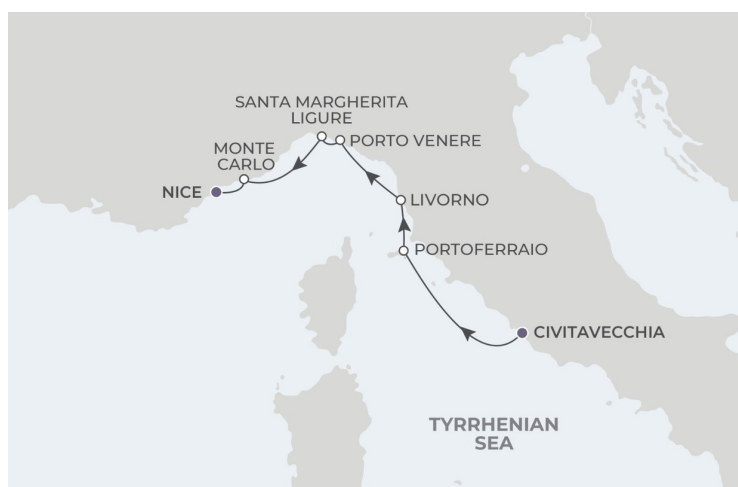 SANTA MARGHERITA
LIGURE
PORTO VENERE
MONTE
CARLO
NICE
LIVORNO
PORTOFERRAIO
CIVITAVECCHIA
TYRRHENIAN
SEA